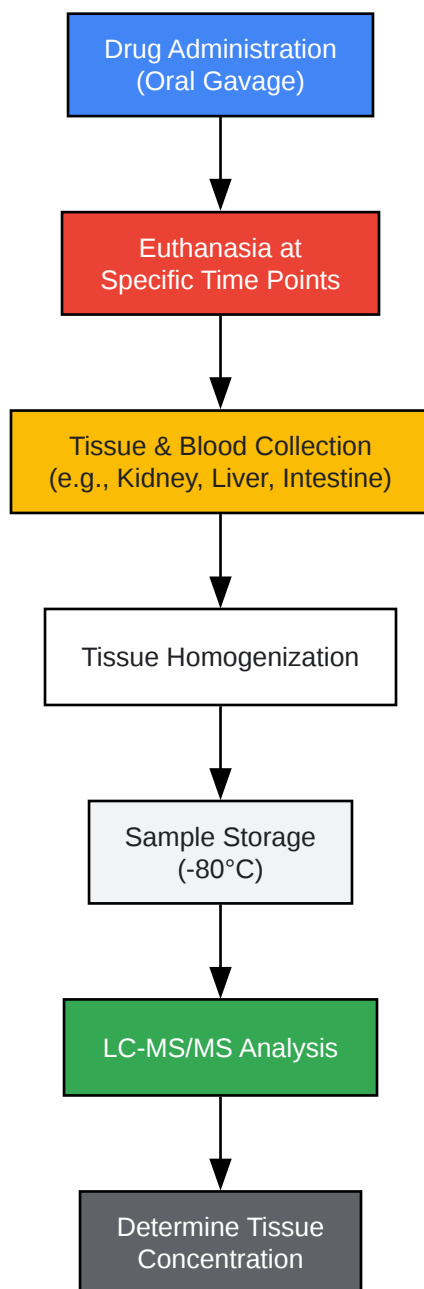 Drug Administration
(Oral Gavage)
Euthanasia at
Specific Time Points
Tissue & Blood Collection
(e.g., Kidney, Liver, Intestine)
Tissue Homogenization
Sample Storage
(-80°C)
LC-MS/MS Analysis
Determine Tissue
Concentration